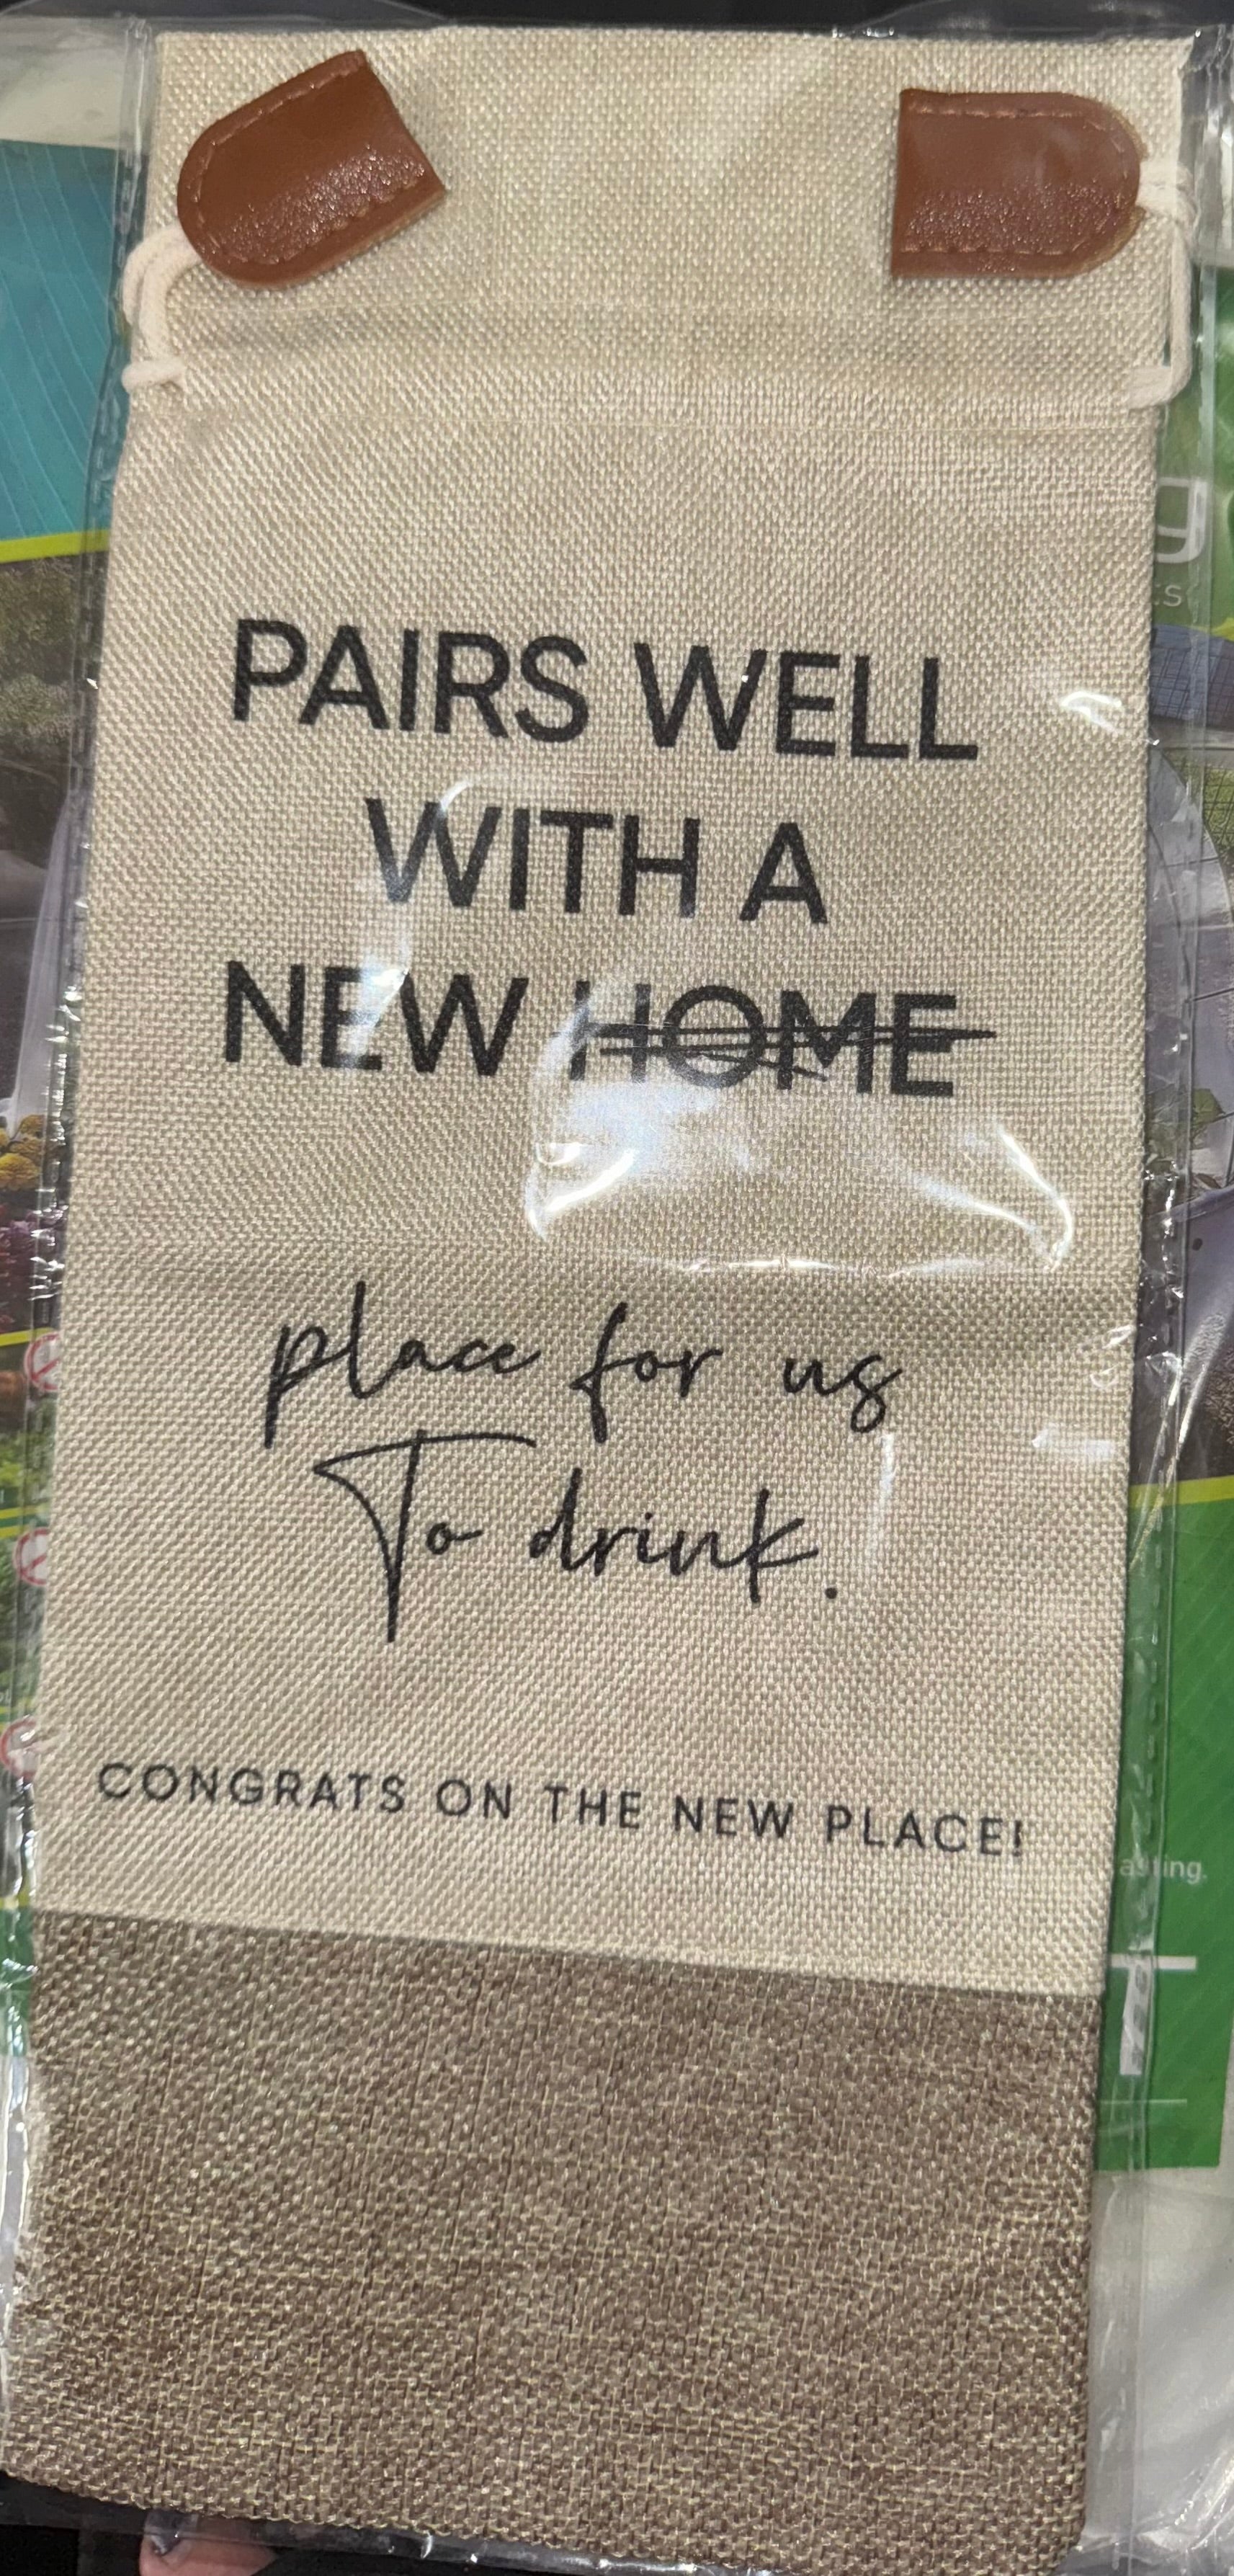 PAIRS WELL
WITH A
NEW HOME
place for us
To drink.
CONGRATS ON THE NEW PLACE!